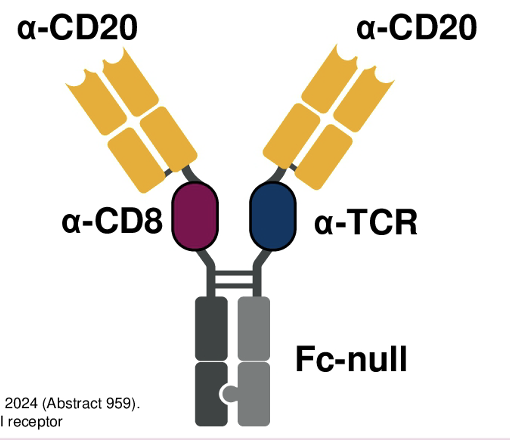 α-CD20
α-CD20
α-CD8
α-TCR
Fc-null
2024 (Abstract 959).
l receptor